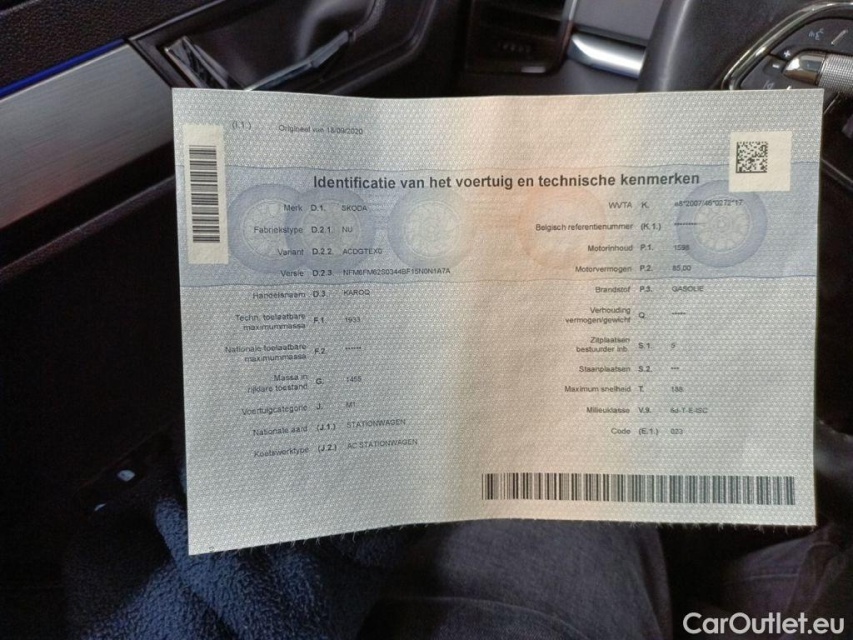 (I.1.) Origineel van 18/09/2020
Identificatie van het voertuig en technische kenmerken
Merk D.1. SKODA
Fabriekstype D.2.1. NU
Variant D.2.2. ACDGTEX0
Versie D.2.3.
Handelsnaam D.3. KAROQ
Techn. toelaatbare
maximummassa F.1. 1933
Nationale toelaatbare
maximummassa F.2. ******
Massa in
rijklare toestand G. 1455
Voertuigcategorie J. M1
Nationale aard (J.1.) STATIONWAGEN
Koetswerktype (J.2.) AC STATIONWAGEN
WVTA K. e8*2007/46*0272*17
Belgisch referentienummer (K.1.)
Motorinhoud P.1. 1598
Motorvermogen P.2. 85,00
Brandstof P.3. GASOLIE
Verhouding
vermogen/gewicht Q. *****
Zitplaatsen
bestuurder inb. S.1. 5
Staanplaatsen S.2. ***
Maximum snelheid T. 188
Milieuklasse V.9. 6d-T-E-ISC
Code (E.1.) 023
CarOutlet.eu